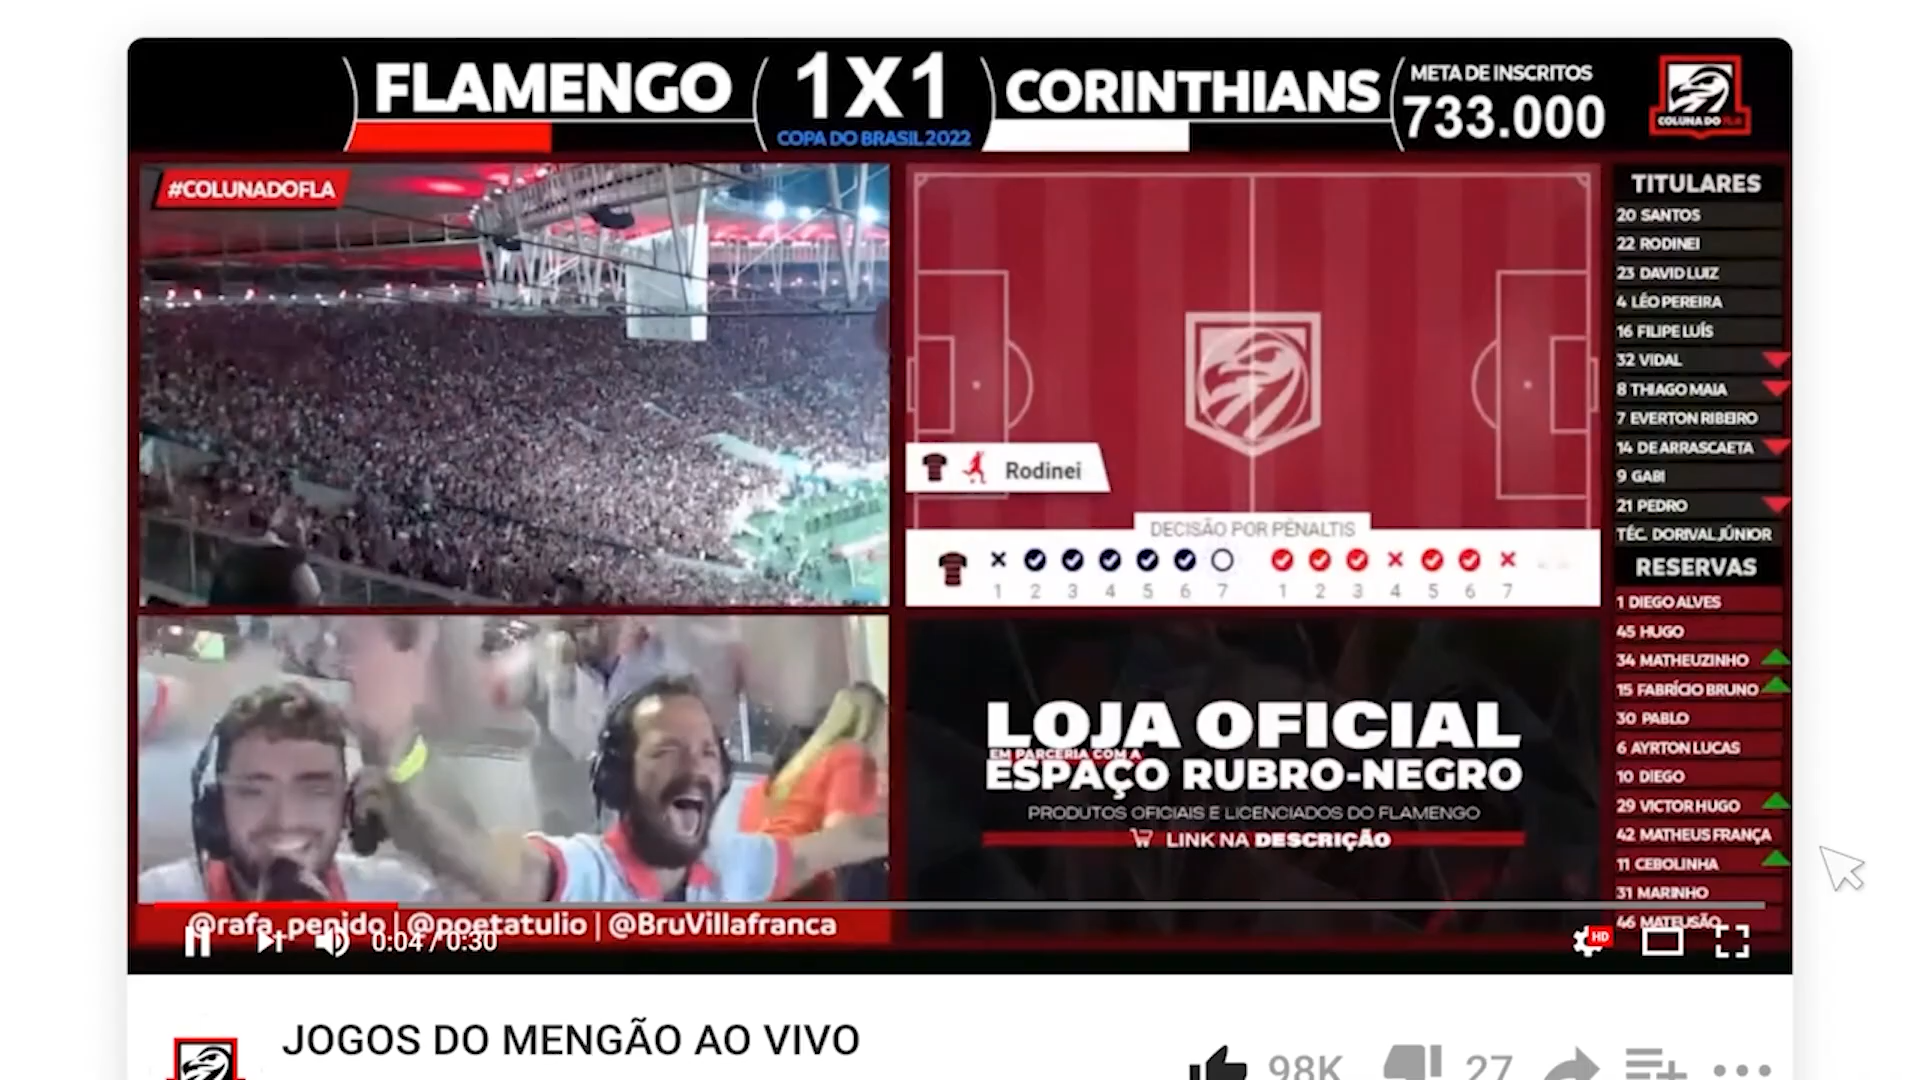 FLAMENGO 1X1 CORINTHIANS
COPA DO BRASIL 2022
META DE INSCRITOS
733.000
COLUNA DO FLA
#COLUNADOFLA
Rodinei
DECISÃO POR PÊNALTIS
1 2 3 4 5 6 7 1 2 3 4 5 6 7
LOJA OFICIAL
EM PARCERIA COM A
ESPAÇO RUBRO-NEGRO
PRODUTOS OFICIAIS E LICENCIADOS DO FLAMENGO
LINK NA DESCRIÇÃO
TITULARES
20 SANTOS
22 RODINEI
23 DAVID LUIZ
4 LÉO PEREIRA
16 FILIPE LUÍS
32 VIDAL
8 THIAGO MAIA
7 EVERTON RIBEIRO
14 DE ARRASCAETA
9 GABI
21 PEDRO
TÉC. DORIVAL JÚNIOR
RESERVAS
1 DIEGO ALVES
45 HUGO
34 MATHEUZINHO
15 FABRÍCIO BRUNO
30 PABLO
6 AYRTON LUCAS
10 DIEGO
29 VICTOR HUGO
42 MATHEUS FRANÇA
11 CEBOLINHA
31 MARINHO
46 MATEUSÃO
@rafa_penido | @poetatulio | @BruVillafranca
0:04 / 0:30
HD
JOGOS DO MENGÃO AO VIVO
98K 27